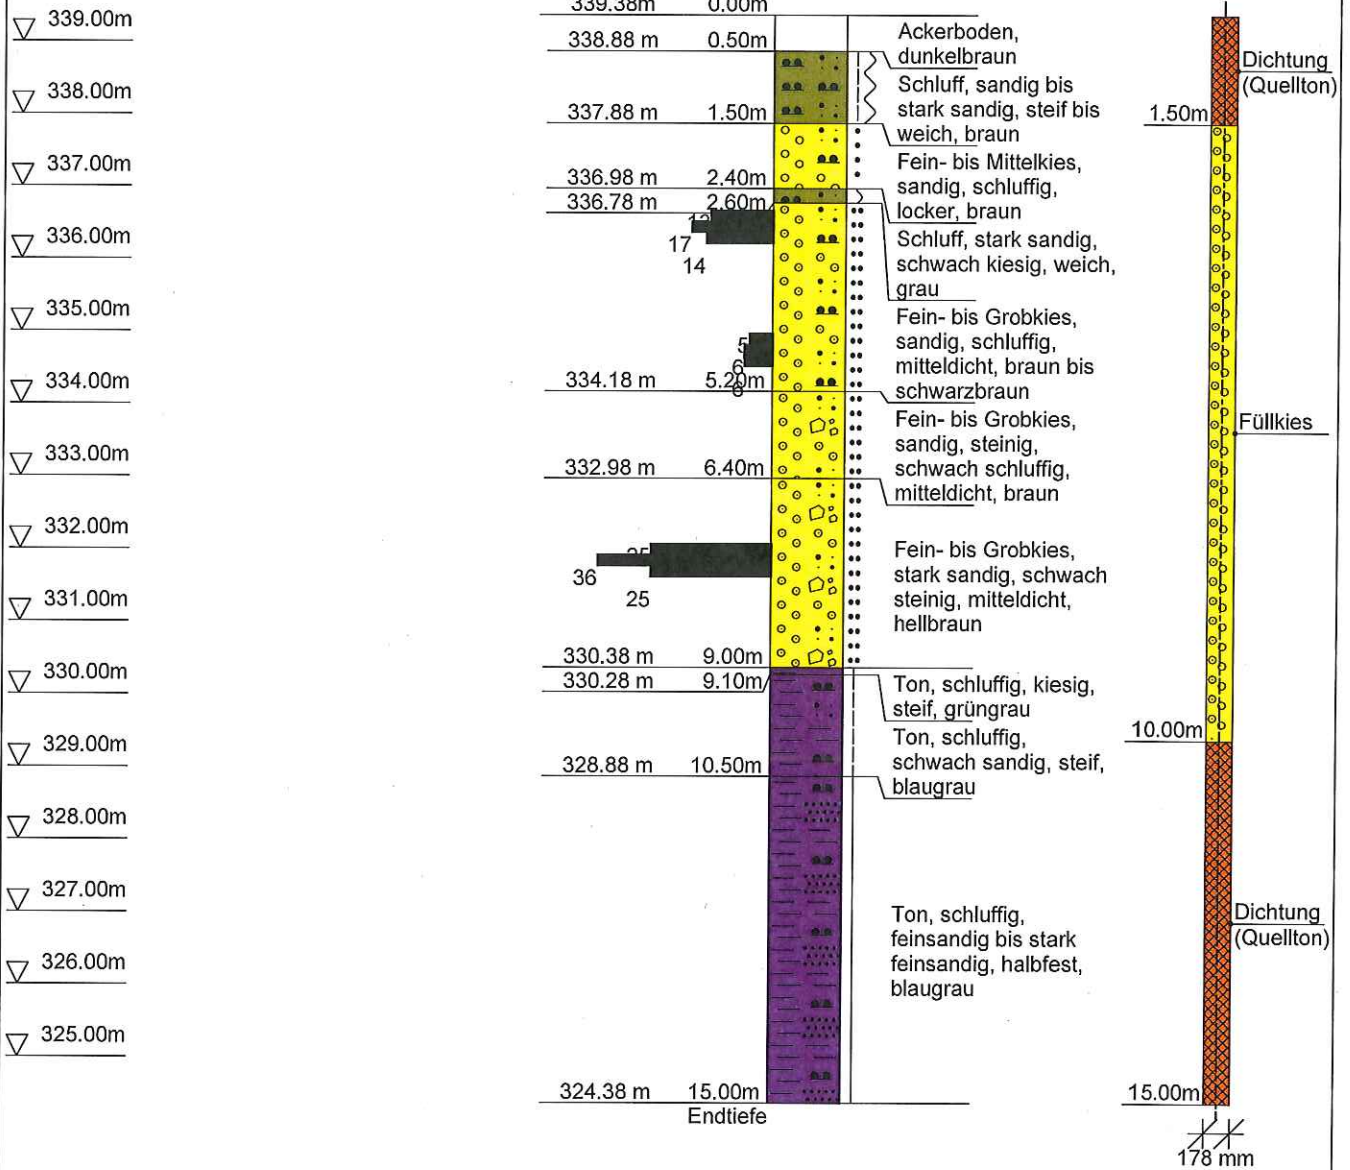 339.00m
338.00m
337.00m
336.00m
335.00m
334.00m
333.00m
332.00m
331.00m
330.00m
329.00m
328.00m
327.00m
326.00m
325.00m
339.38m 0.00m
338.88 m 0.50m
337.88 m 1.50m
336.98 m 2.40m
336.78 m 2.60m
17
14
5
6
6
334.18 m 5.20m
332.98 m 6.40m
36
25
330.38 m 9.00m
330.28 m 9.10m
328.88 m 10.50m
324.38 m 15.00m
Endtiefe
Ackerboden,
dunkelbraun
Schluff, sandig bis
stark sandig, steif bis
weich, braun
Fein- bis Mittelkies,
sandig, schluffig,
locker, braun
Schluff, stark sandig,
schwach kiesig, weich,
grau
Fein- bis Grobkies,
sandig, schluffig,
mitteldicht, braun bis
schwarzbraun
Fein- bis Grobkies,
sandig, steinig,
schwach schluffig,
mitteldicht, braun
Fein- bis Grobkies,
stark sandig, schwach
steinig, mitteldicht,
hellbraun
Ton, schluffig, kiesig,
steif, grüngrau
Ton, schluffig,
schwach sandig, steif,
blaugrau
Ton, schluffig,
feinsandig bis stark
feinsandig, halbfest,
blaugrau
Dichtung
(Quellton)
1.50m
Füllkies
10.00m
Dichtung
(Quellton)
15.00m
178 mm